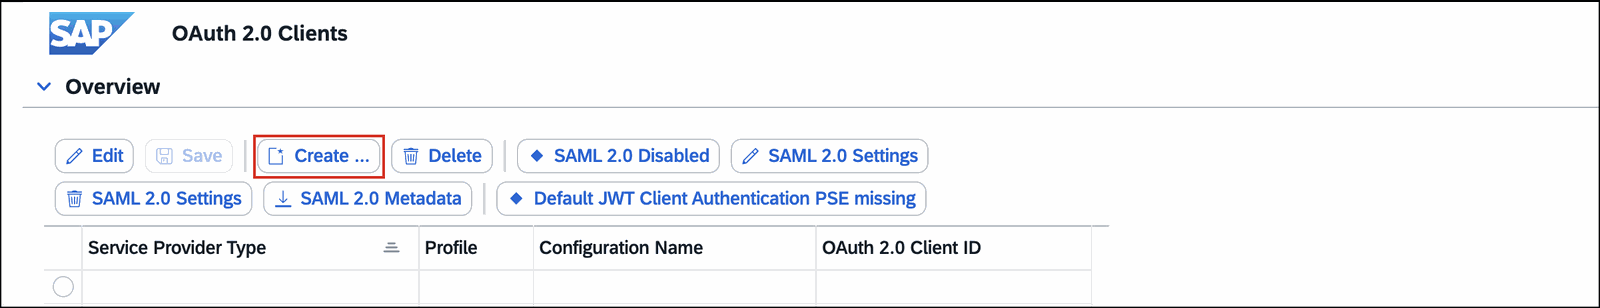 SAP OAuth 2.0 Clients
Overview
Edit Save Create ... Delete SAML 2.0 Disabled SAML 2.0 Settings
SAML 2.0 Settings SAML 2.0 Metadata Default JWT Client Authentication PSE missing
Service Provider Type Profile Configuration Name OAuth 2.0 Client ID